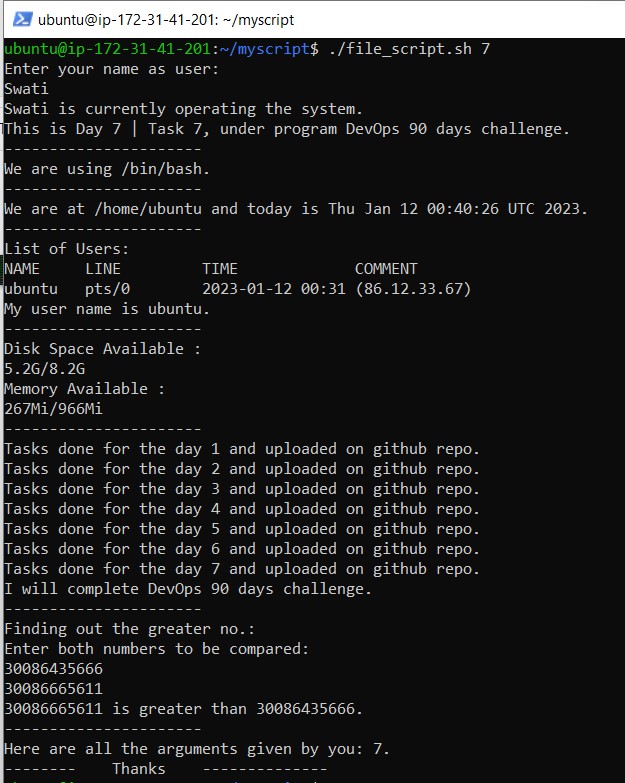 ubuntu@ip-172-31-41-201: ~/myscript
ubuntu@ip-172-31-41-201:~/myscript$ ./file_script.sh 7
Enter your name as user:
Swati
Swati is currently operating the system.
This is Day 7 | Task 7, under program DevOps 90 days challenge.
----------------------
We are using /bin/bash.
----------------------
We are at /home/ubuntu and today is Thu Jan 12 00:40:26 UTC 2023.
----------------------
List of Users:
NAME     LINE         TIME             COMMENT
ubuntu   pts/0        2023-01-12 00:31 (86.12.33.67)
My user name is ubuntu.
----------------------
Disk Space Available :
5.2G/8.2G
Memory Available :
267Mi/966Mi
----------------------
Tasks done for the day 1 and uploaded on github repo.
Tasks done for the day 2 and uploaded on github repo.
Tasks done for the day 3 and uploaded on github repo.
Tasks done for the day 4 and uploaded on github repo.
Tasks done for the day 5 and uploaded on github repo.
Tasks done for the day 6 and uploaded on github repo.
Tasks done for the day 7 and uploaded on github repo.
I will complete DevOps 90 days challenge.
----------------------
Finding out the greater no.:
Enter both numbers to be compared:
30086435666
30086665611
30086665611 is greater than 30086435666.
----------------------
Here are all the arguments given by you: 7.
--------    Thanks    --------------